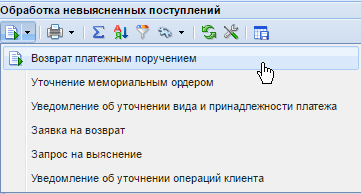 Обработка невыясненных поступлений
Возврат платежным поручением
Уточнение мемориальным ордером
Уведомление об уточнении вида и принадлежности платежа
Заявка на возврат
Запрос на выяснение
Уведомление об уточнении операций клиента